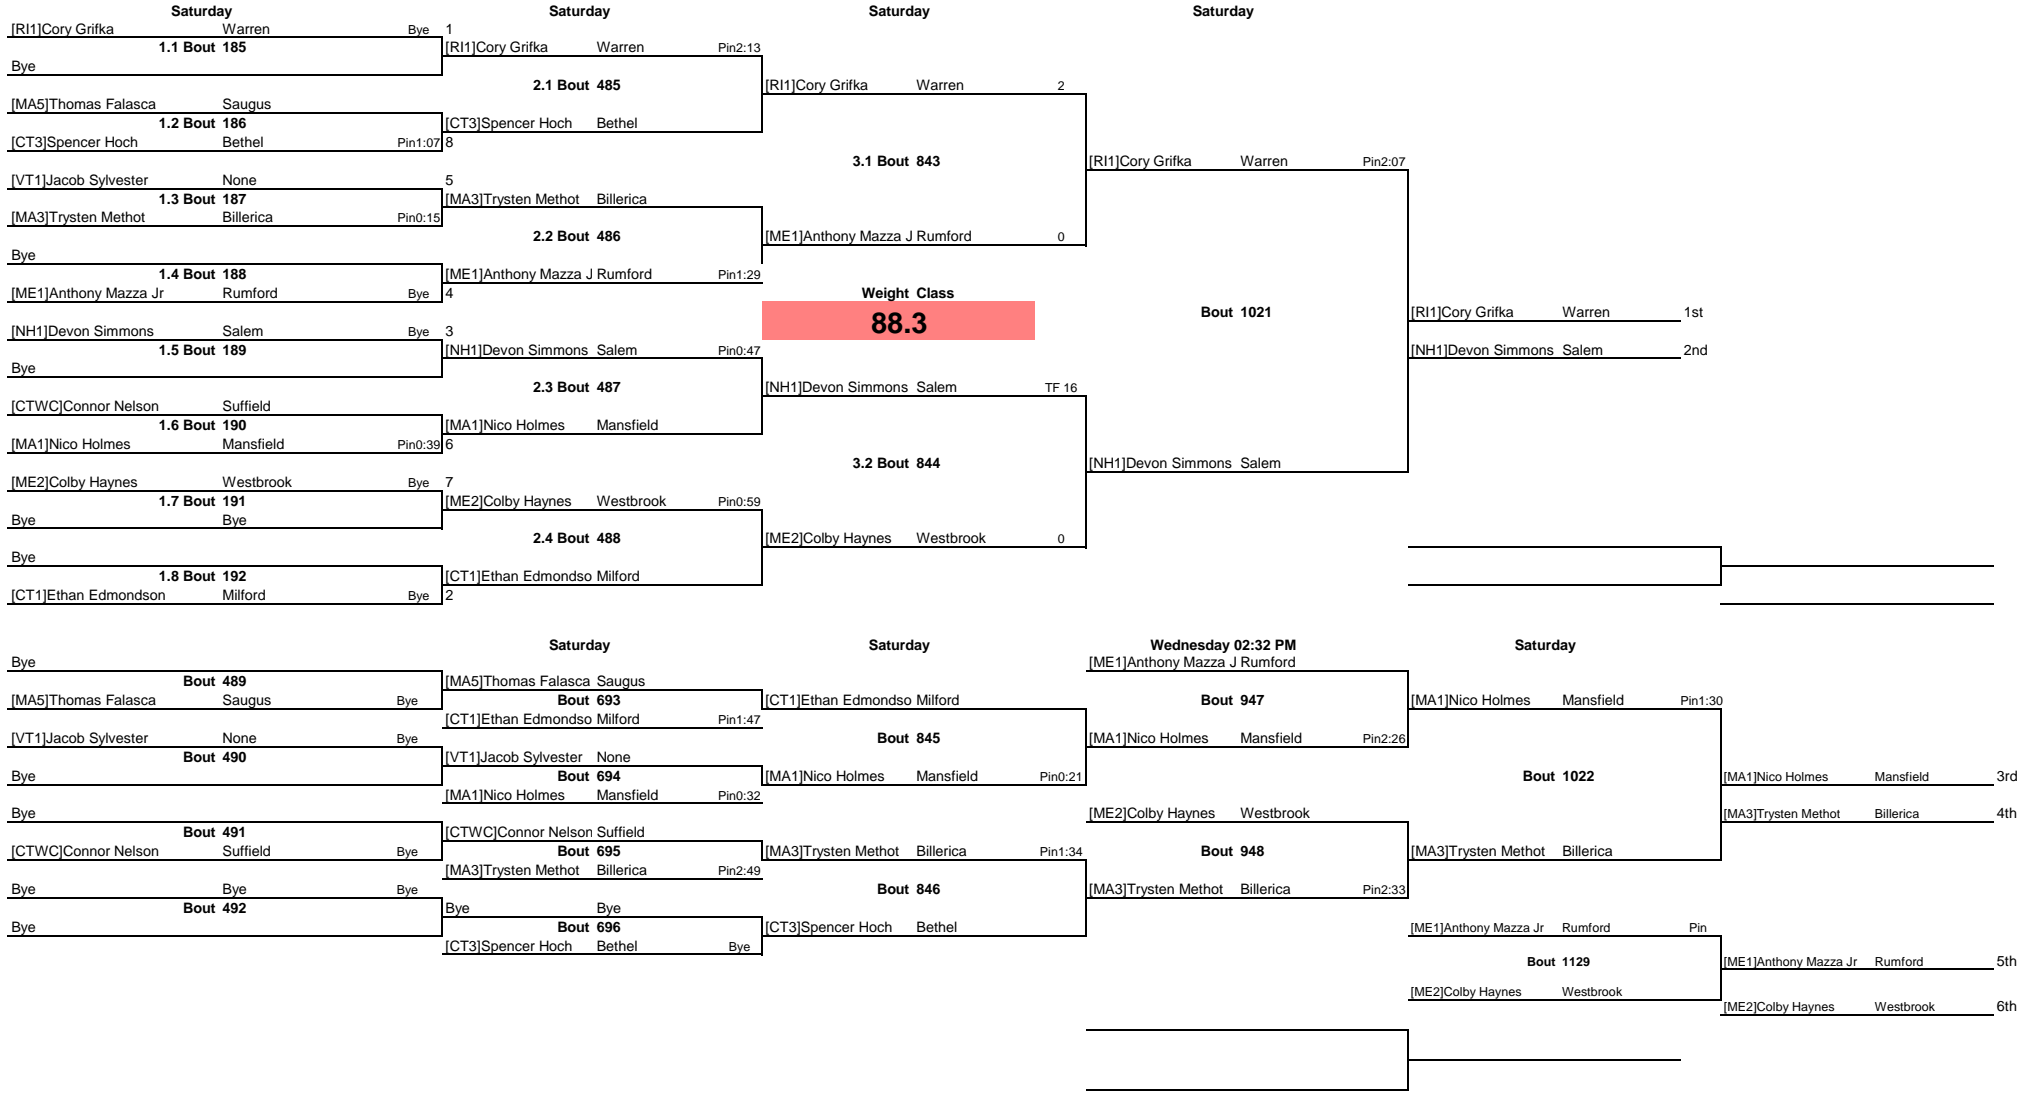 Saturday Saturday Saturday Saturday
[RI1]Cory Grifka Warren Bye 1
1.1 Bout 185 [RI1]Cory Grifka Warren Pin2:13
Bye
2.1 Bout 485 [RI1]Cory Grifka Warren 2
[MA5]Thomas Falasca Saugus
1.2 Bout 186 [CT3]Spencer Hoch Bethel
[CT3]Spencer Hoch Bethel Pin1:07 8
3.1 Bout 843 [RI1]Cory Grifka Warren Pin2:07
[VT1]Jacob Sylvester None 5
1.3 Bout 187 [MA3]Trysten Methot Billerica
[MA3]Trysten Methot Billerica Pin0:15
2.2 Bout 486 [ME1]Anthony Mazza J Rumford 0
Bye
1.4 Bout 188 [ME1]Anthony Mazza J Rumford Pin1:29
[ME1]Anthony Mazza Jr Rumford Bye 4 Weight Class
Bout 1021 [RI1]Cory Grifka Warren 1st
88.3
[NH1]Devon Simmons Salem Bye 3
1.5 Bout 189 [NH1]Devon Simmons Salem Pin0:47 [NH1]Devon Simmons Salem 2nd
Bye
2.3 Bout 487 [NH1]Devon Simmons Salem TF 16
[CTWC]Connor Nelson Suffield
1.6 Bout 190 [MA1]Nico Holmes Mansfield
[MA1]Nico Holmes Mansfield Pin0:39 6
3.2 Bout 844 [NH1]Devon Simmons Salem
[ME2]Colby Haynes Westbrook Bye 7
1.7 Bout 191 [ME2]Colby Haynes Westbrook Pin0:59
Bye Bye
2.4 Bout 488 [ME2]Colby Haynes Westbrook 0
Bye
1.8 Bout 192 [CT1]Ethan Edmondso Milford
[CT1]Ethan Edmondson Milford Bye 2
Saturday Saturday Wednesday 02:32 PM Saturday
Bye [ME1]Anthony Mazza J Rumford
Bout 489 [MA5]Thomas Falasca Saugus
[MA5]Thomas Falasca Saugus Bye Bout 693 [CT1]Ethan Edmondso Milford Bout 947 [MA1]Nico Holmes Mansfield Pin1:30
[CT1]Ethan Edmondso Milford Pin1:47
[VT1]Jacob Sylvester None Bye Bout 845 [MA1]Nico Holmes Mansfield Pin2:26
Bout 490 [VT1]Jacob Sylvester None
Bye Bout 694 [MA1]Nico Holmes Mansfield Pin0:21 Bout 1022 [MA1]Nico Holmes Mansfield 3rd
[MA1]Nico Holmes Mansfield Pin0:32
Bye [ME2]Colby Haynes Westbrook [MA3]Trysten Methot Billerica 4th
Bout 491 [CTWC]Connor Nelson Suffield
[CTWC]Connor Nelson Suffield Bye Bout 695 [MA3]Trysten Methot Billerica Pin1:34 Bout 948 [MA3]Trysten Methot Billerica
[MA3]Trysten Methot Billerica Pin2:49
Bye Bye Bye Bout 846 [MA3]Trysten Methot Billerica Pin2:33
Bout 492 Bye Bye
Bye Bout 696 [CT3]Spencer Hoch Bethel [ME1]Anthony Mazza Jr Rumford Pin
[CT3]Spencer Hoch Bethel Bye
Bout 1129 [ME1]Anthony Mazza Jr Rumford 5th
[ME2]Colby Haynes Westbrook
[ME2]Colby Haynes Westbrook 6th